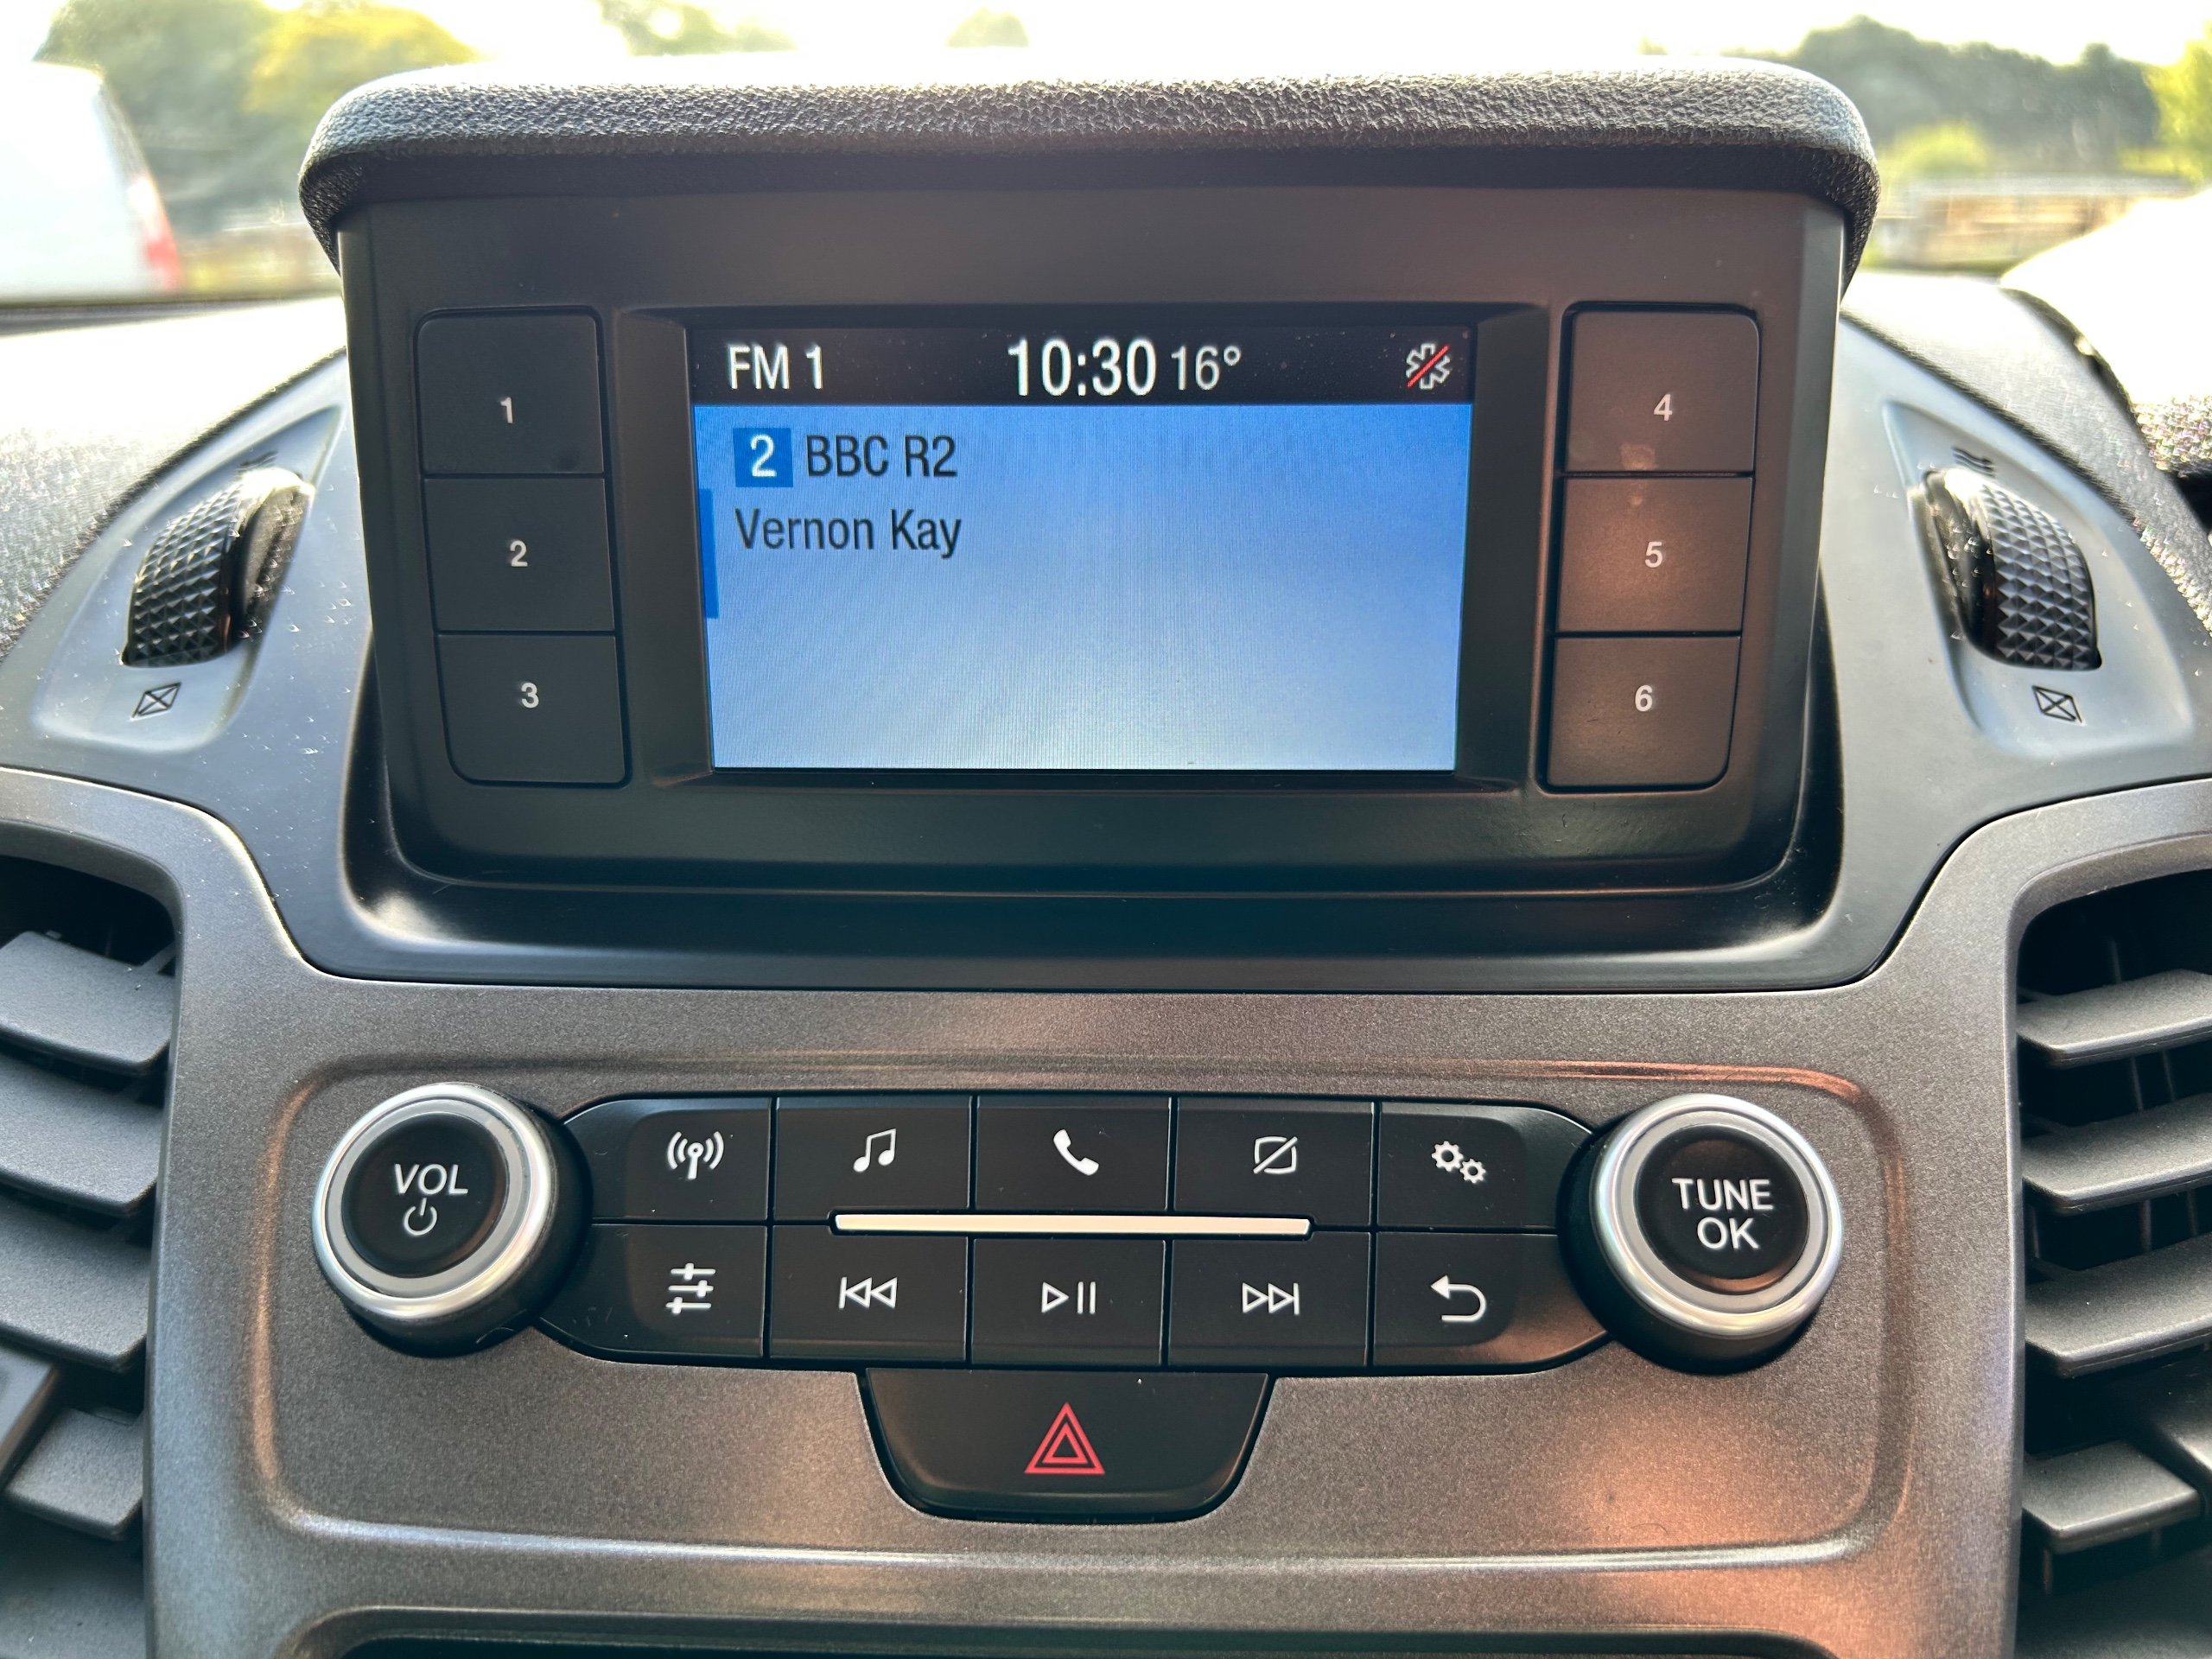 FM 1 10:30 16°
2 BBC R2
Vernon Kay
1
2
3
4
5
6
VOL
TUNE
OK